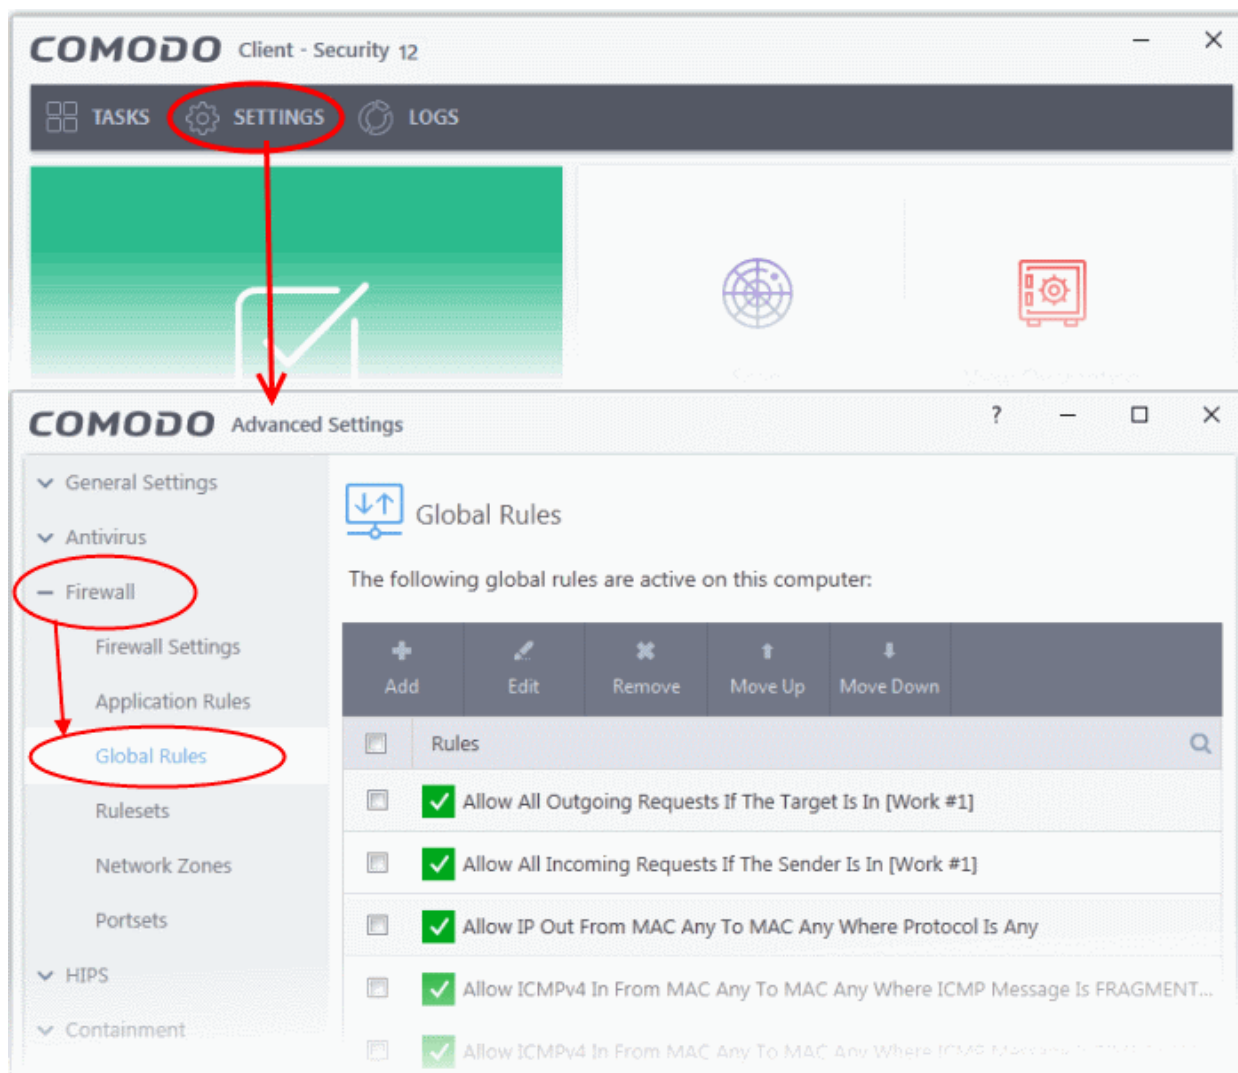 COMODO Client - Security 12
TASKS SETTINGS LOGS
COMODO Advanced Settings ?
General Settings
Antivirus
Firewall
Firewall Settings
Application Rules
Global Rules
Rulesets
Network Zones
Portsets
HIPS
Containment
Global Rules
The following global rules are active on this computer:
Add Edit Remove Move Up Move Down
Rules
Allow All Outgoing Requests If The Target Is In [Work #1]
Allow All Incoming Requests If The Sender Is In [Work #1]
Allow IP Out From MAC Any To MAC Any Where Protocol Is Any
Allow ICMPv4 In From MAC Any To MAC Any Where ICMP Message Is FRAGMENT...
Allow ICMPv4 In From MAC Any To MAC Any Where ICMP Message Is